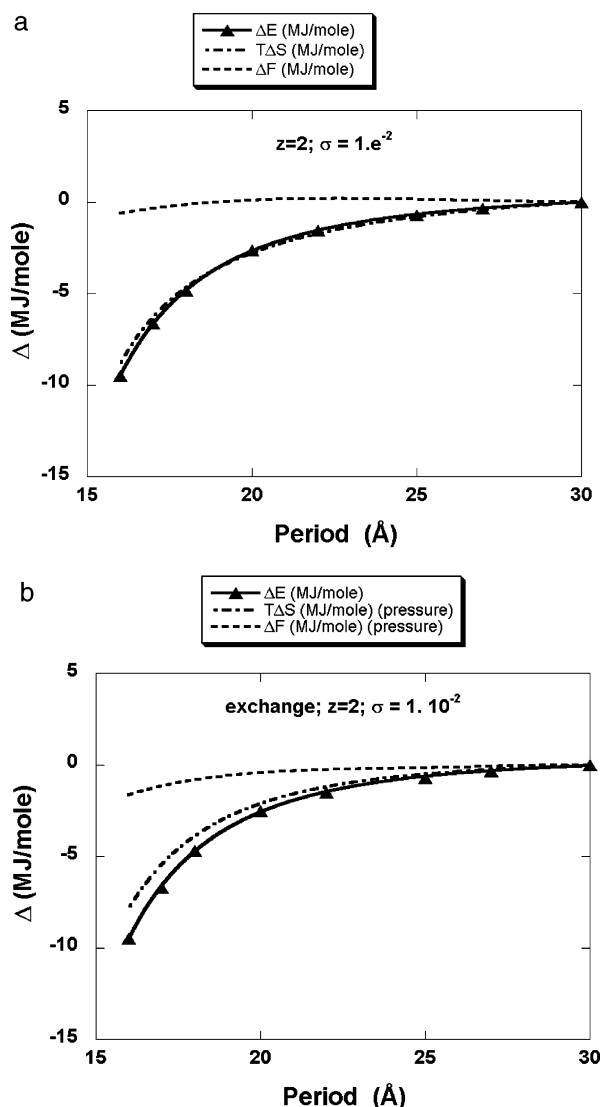 a
ΔE (MJ/mole)
TΔS (MJ/mole)
ΔF (MJ/mole)
z=2; σ = 1.e⁻²
5
0
-5
-10
-15
Δ (MJ/mole)
15 20 25 30
Period (Å)
b
ΔE (MJ/mole)
TΔS (MJ/mole) (pressure)
ΔF (MJ/mole) (pressure)
exchange; z=2; σ = 1. 10⁻²
5
0
-5
-10
-15
Δ (MJ/mole)
15 20 25 30
Period (Å)